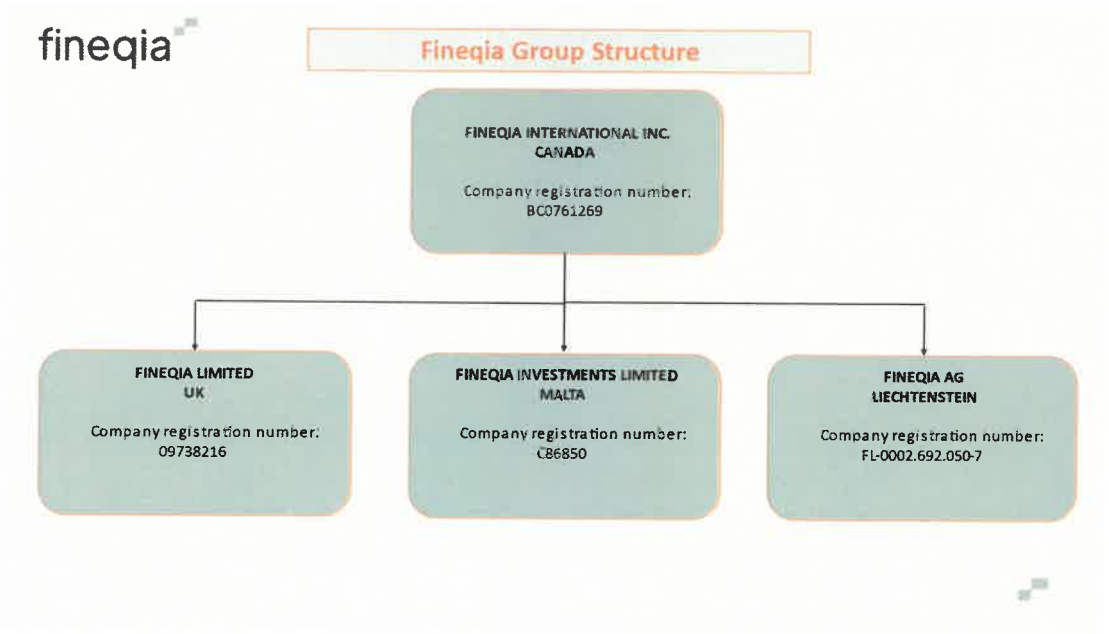 fineqia
Fineqia Group Structure
FINEQIA INTERNATIONAL INC.
CANADA
Company registration number:
BC0761269
FINEQIA LIMITED
UK
Company registration number:
09738216
FINEQIA INVESTMENTS LIMITED
MALTA
Company registration number:
C86850
FINEQIA AG
LIECHTENSTEIN
Company registration number:
FL-0002.692.050-7